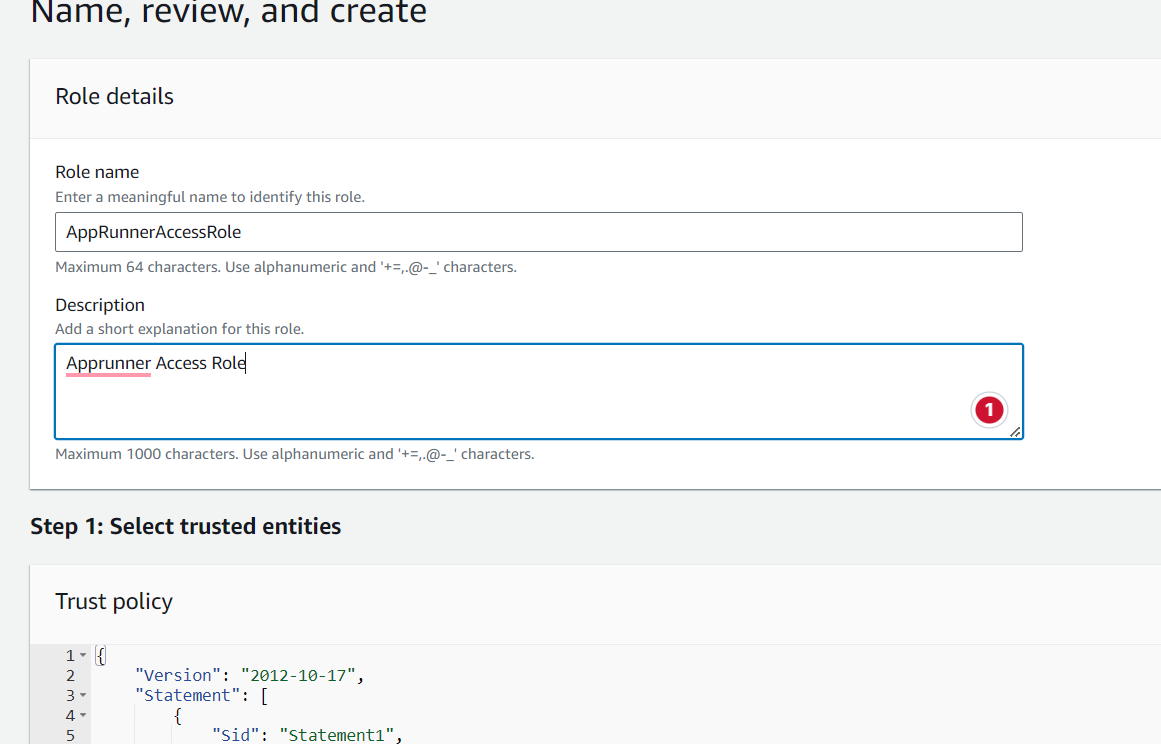 Name, review, and create
Role details
Role name
Enter a meaningful name to identify this role.
AppRunnerAccessRole
Maximum 64 characters. Use alphanumeric and '+=,.@-_' characters.
Description
Add a short explanation for this role.
Apprunner Access Role
1
Maximum 1000 characters. Use alphanumeric and '+=,.@-_' characters.
Step 1: Select trusted entities
Trust policy
1 {
2 "Version": "2012-10-17",
3 "Statement": [
4 {
5 "Sid": "Statement1",